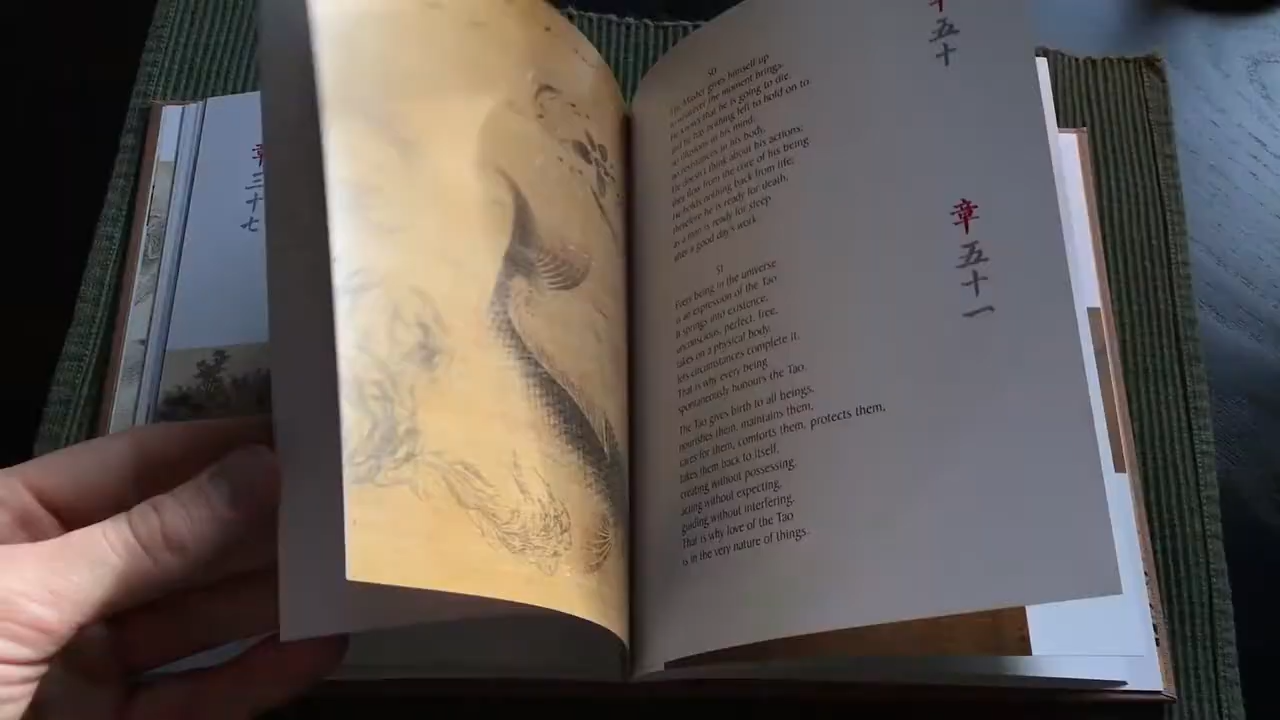 章三十七
50
The Master gives himself up
to whatever the moment brings.
He knows that he is going to die,
and he has nothing left to hold on to:
no illusions in his mind,
no resistances in his body.
He doesn't think about his actions;
they flow from the core of his being.
He holds nothing back from life;
therefore he is ready for death,
as a man is ready for sleep
after a good day's work.
章五十
51
Every being in the universe
is an expression of the Tao.
It springs into existence,
unconscious, perfect, free,
takes on a physical body,
lets circumstances complete it.
That is why every being
spontaneously honours the Tao.
The Tao gives birth to all beings,
nourishes them, maintains them,
cares for them, comforts them, protects them,
takes them back to itself,
creating without possessing,
acting without expecting,
guiding without interfering.
That is why love of the Tao
is in the very nature of things.
章五十一